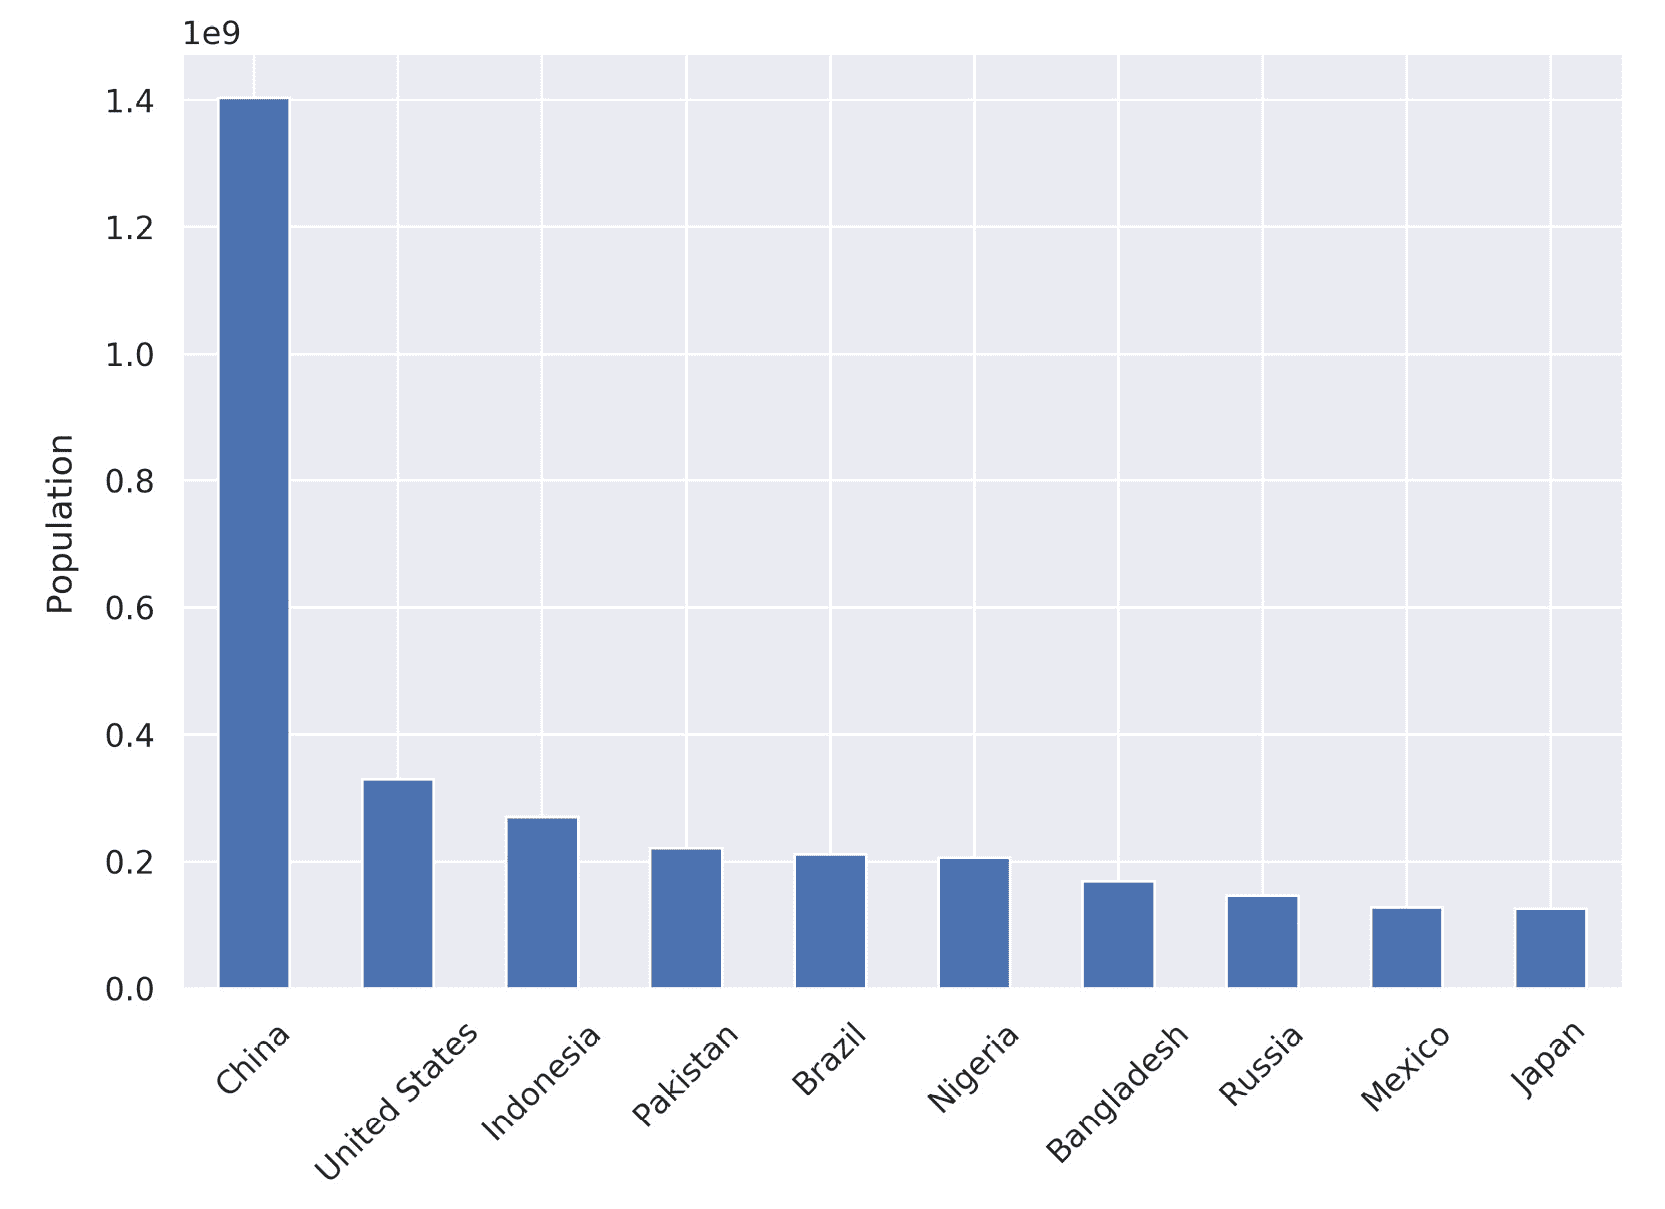 1e9
1.4
1.2
1.0
0.8
0.6
0.4
0.2
0.0
Population
China
United States
Indonesia
Pakistan
Brazil
Nigeria
Bangladesh
Russia
Mexico
Japan